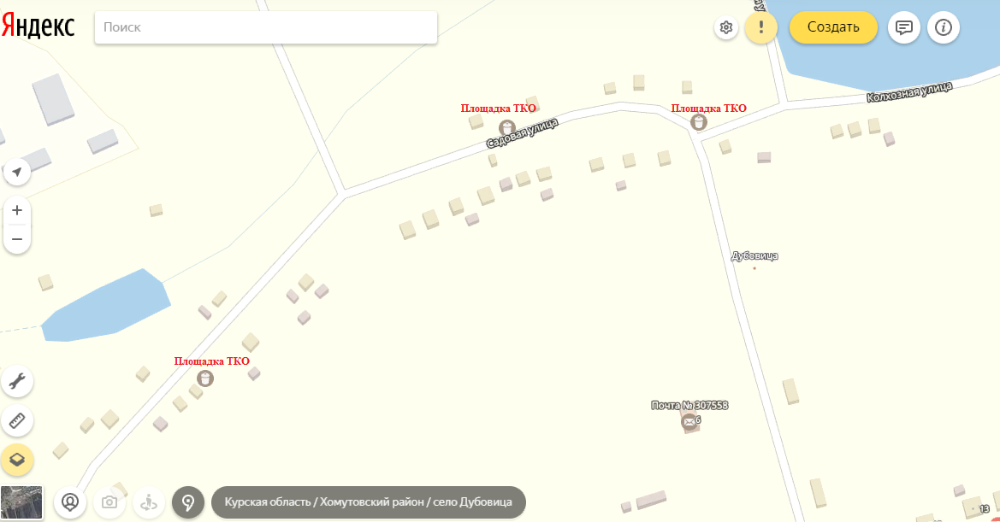 Яндекс
Поиск
Создать
Колхозная улица
Площадка ТКО
Площадка ТКО
Садовая улица
Дубовица
Площадка ТКО
Почта № 307558
6
Курская область / Хомутовский район / село Дубовица
13